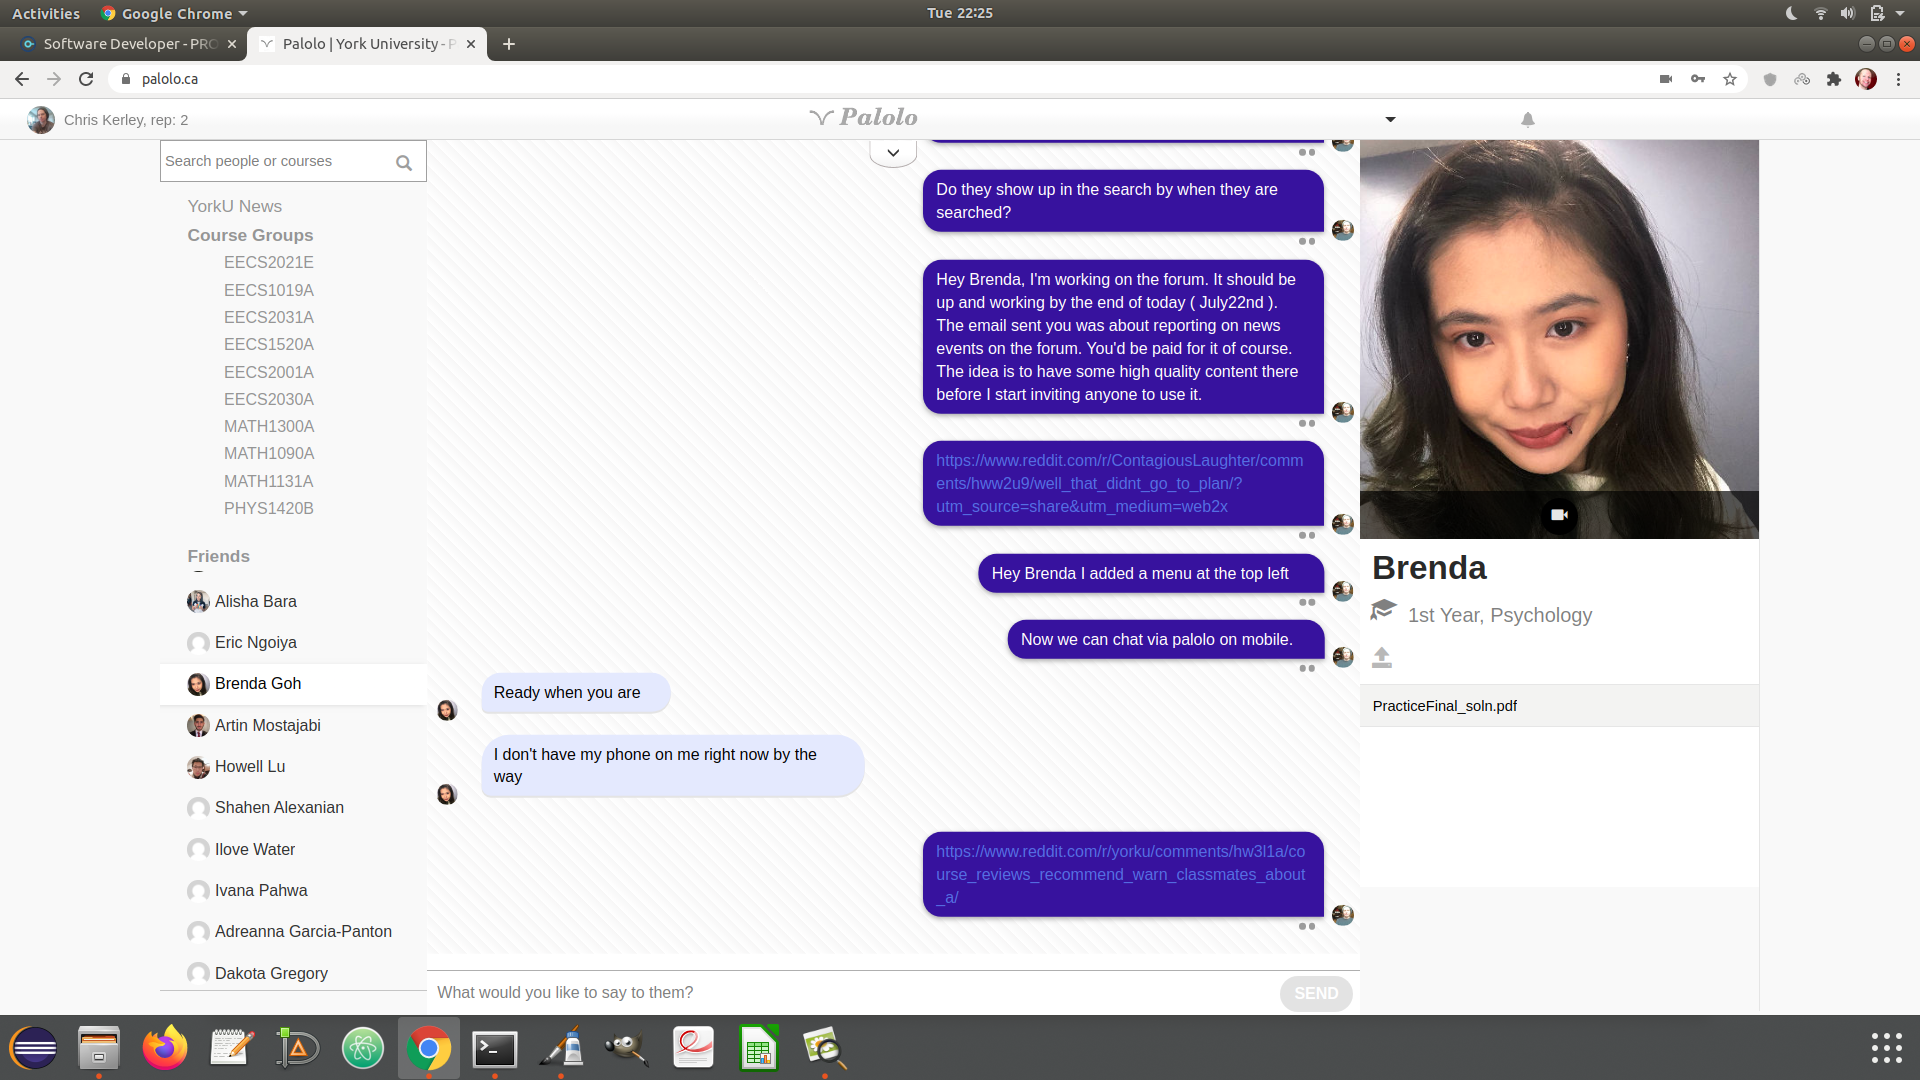 Activities
Google Chrome
Tue 22:25
Software Developer - PRO
Palolo | York University - P
palolo.ca
Chris Kerley, rep: 2
Palolo
Search people or courses
YorkU News
Course Groups
EECS2021E
EECS1019A
EECS2031A
EECS1520A
EECS2001A
EECS2030A
MATH1300A
MATH1090A
MATH1131A
PHYS1420B
Friends
Alisha Bara
Eric Ngoiya
Brenda Goh
Artin Mostajabi
Howell Lu
Shahen Alexanian
Ilove Water
Ivana Pahwa
Adreanna Garcia-Panton
Dakota Gregory
Do they show up in the search by when they are
searched?
Hey Brenda, I'm working on the forum. It should be
up and working by the end of today ( July22nd ).
The email sent you was about reporting on news
events on the forum. You'd be paid for it of course.
The idea is to have some high quality content there
before I start inviting anyone to use it.
https://www.reddit.com/r/ContagiousLaughter/comm
ents/hww2u9/well_that_didnt_go_to_plan/?
utm_source=share&utm_medium=web2x
Hey Brenda I added a menu at the top left
Now we can chat via palolo on mobile.
Ready when you are
I don't have my phone on me right now by the
way
https://www.reddit.com/r/yorku/comments/hw3l1a/co
urse_reviews_recommend_warn_classmates_about
_a/
What would you like to say to them?
SEND
Brenda
1st Year, Psychology
PracticeFinal_soln.pdf